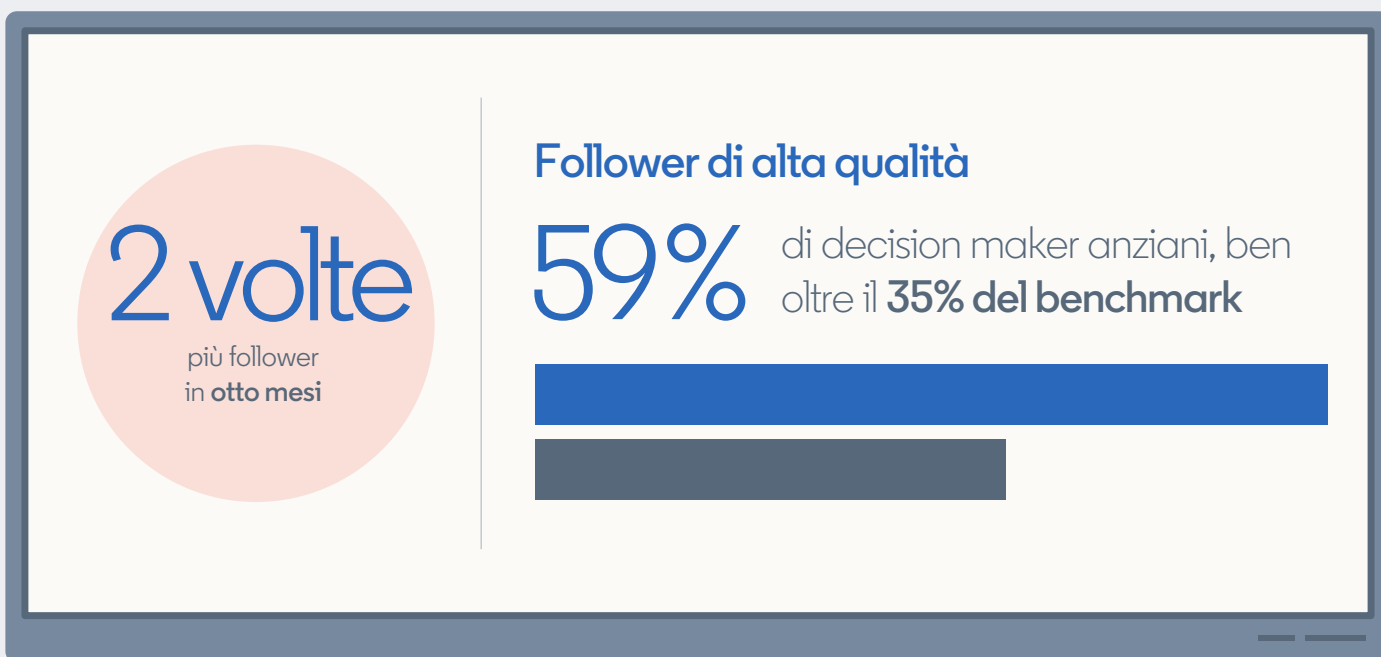 2 volte
più follower
in otto mesi
Follower di alta qualità
59%
di decision maker anziani, ben
oltre il 35% del benchmark